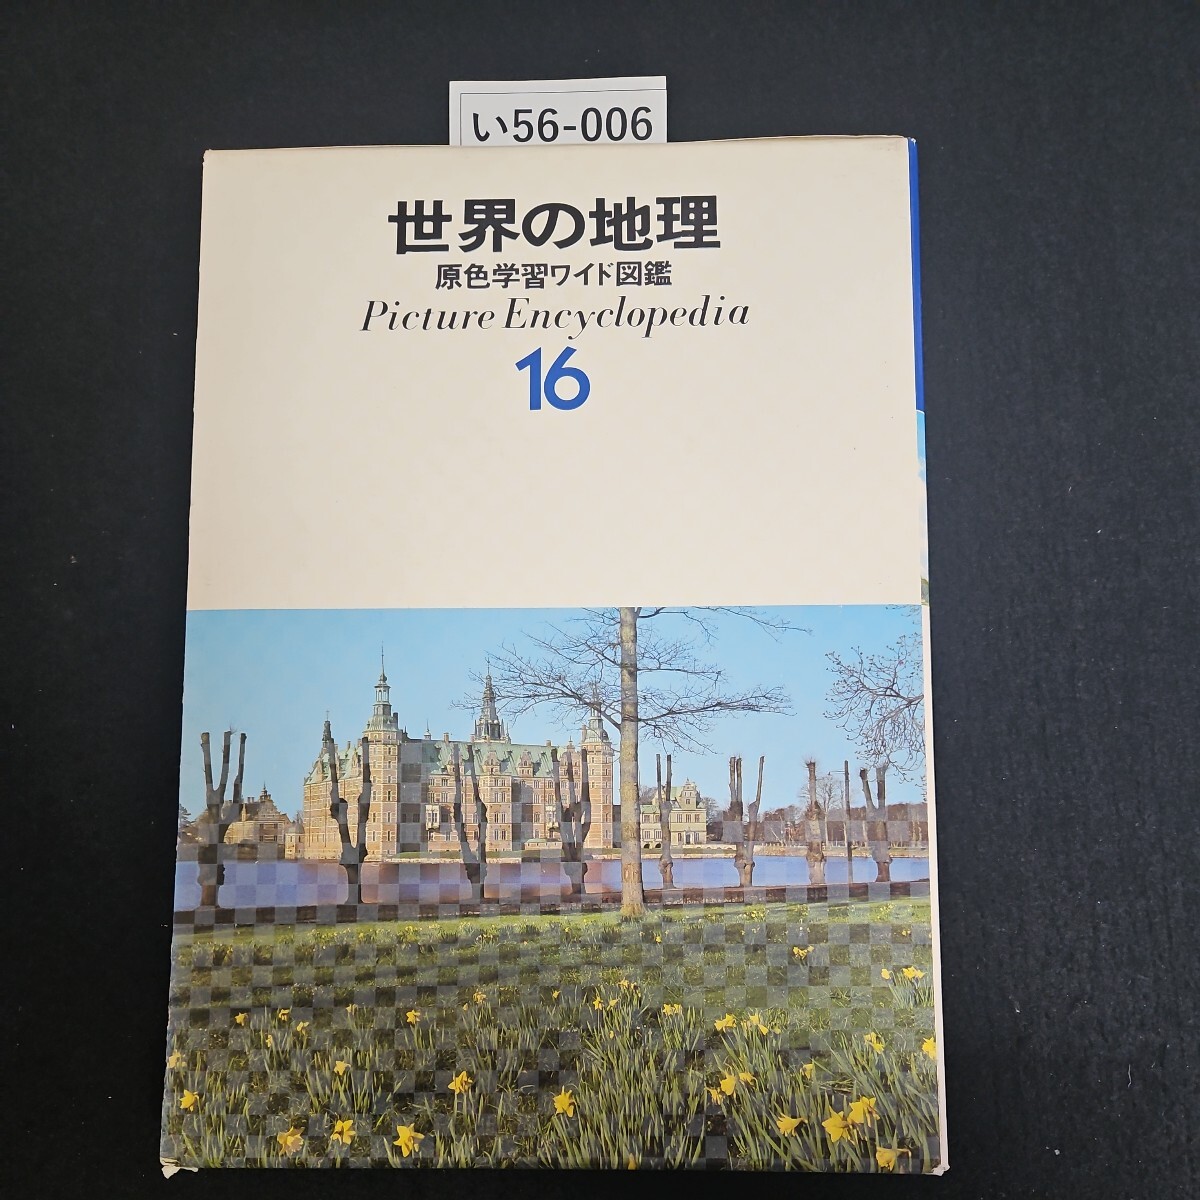 い56-006
世界の地理
原色学習ワイド図鑑
Picture Encyclopedia
16